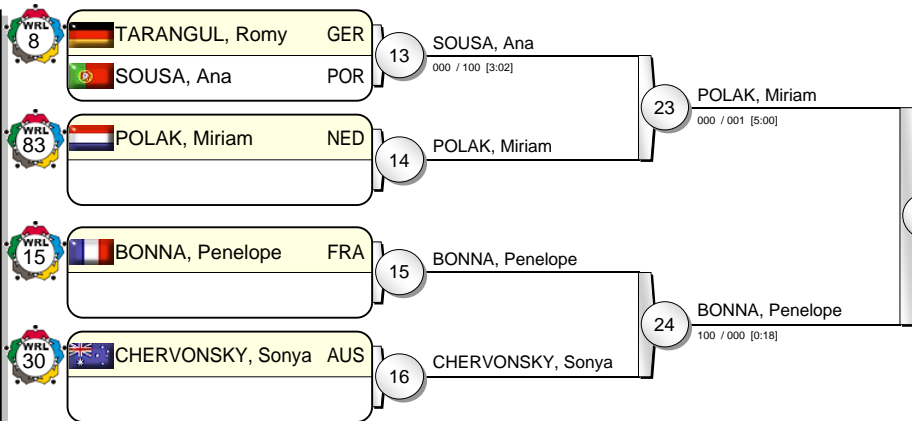 WRL
8
TARANGUL, Romy GER
SOUSA, Ana POR
13
SOUSA, Ana
000 / 100 [3:02]
WRL
83
POLAK, Miriam NED
14
POLAK, Miriam
23
POLAK, Miriam
000 / 001 [5:00]
WRL
15
BONNA, Penelope FRA
15
BONNA, Penelope
WRL
30
CHERVONSKY, Sonya AUS
16
CHERVONSKY, Sonya
24
BONNA, Penelope
100 / 000 [0:18]